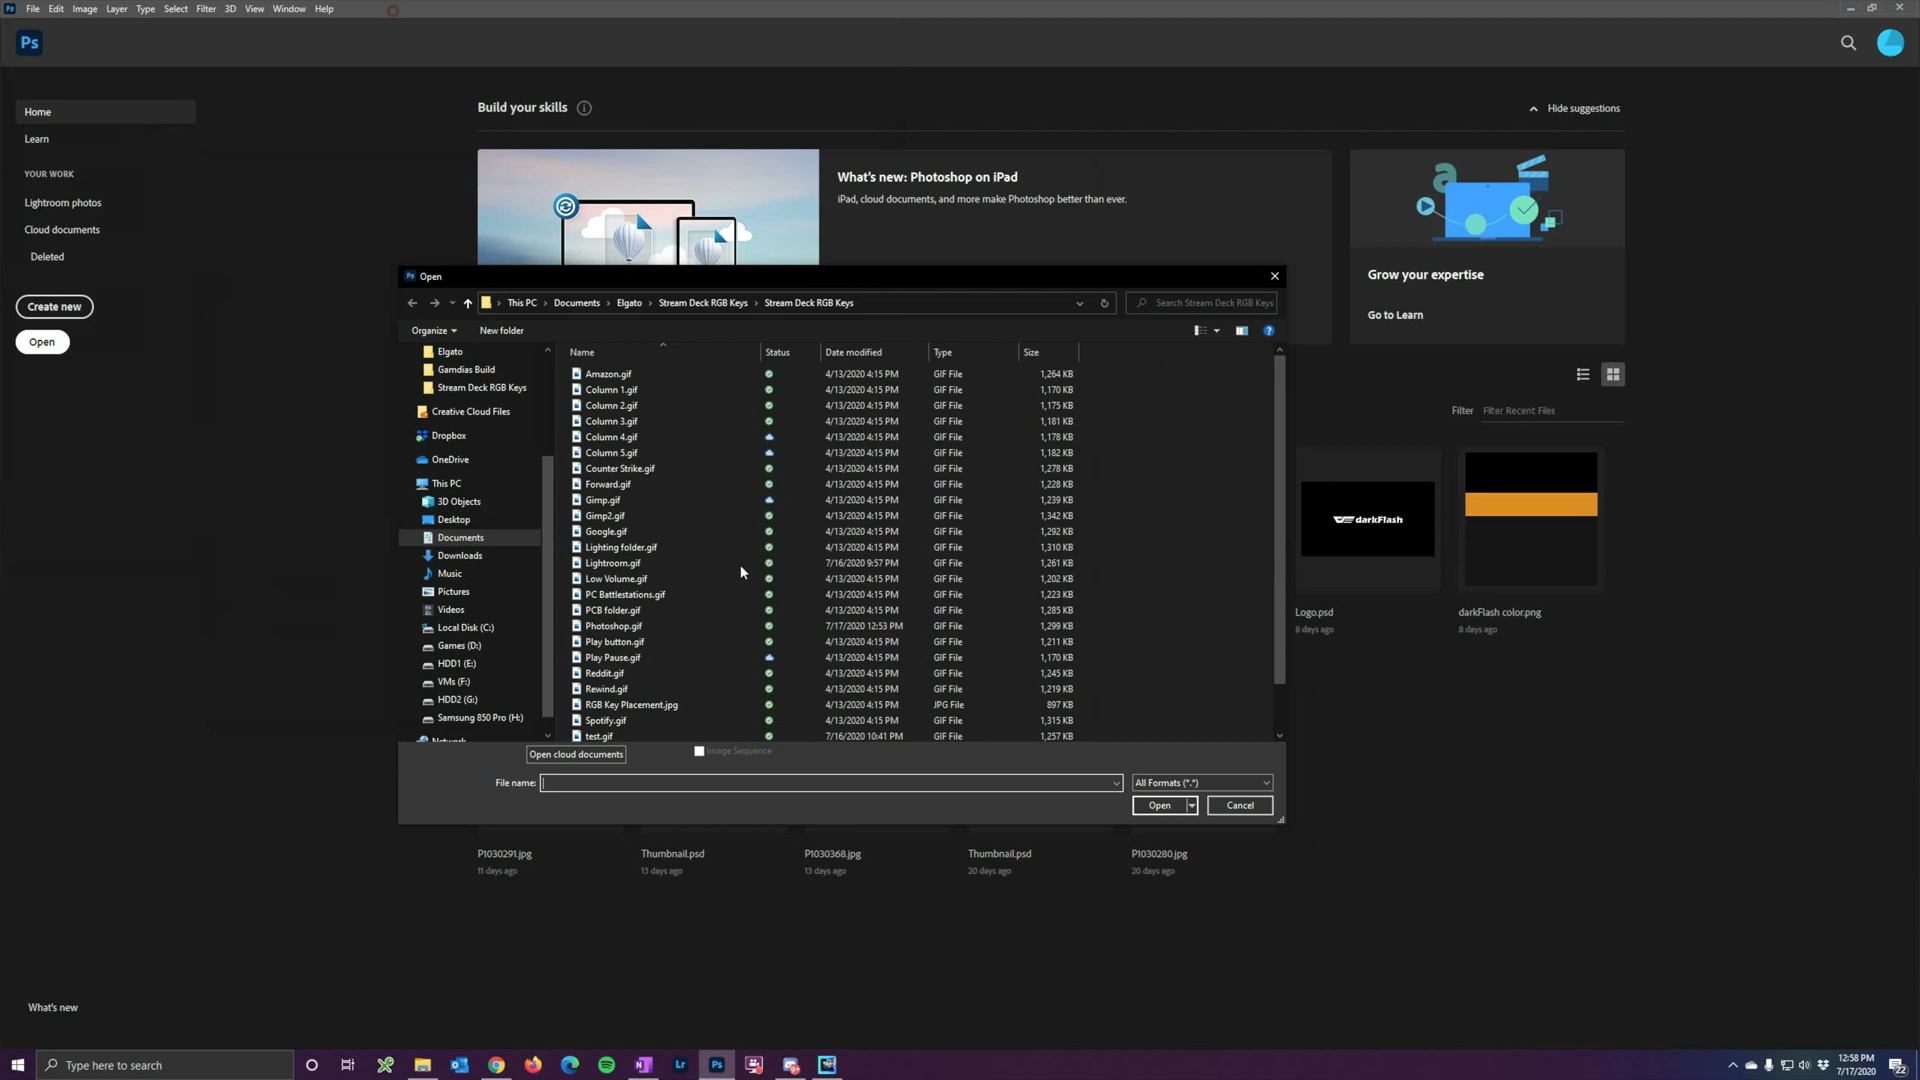 File Edit Image Layer Type Select Filter 3D View Window Help
Ps
Home
Learn
YOUR WORK
Lightroom photos
Cloud documents
Deleted
Create new
Open
Build your skills
Hide suggestions
What's new: Photoshop on iPad
iPad, cloud documents, and more make Photoshop better than ever.
Grow your expertise
Go to Learn
Filter Filter Recent Files
Ps Open
This PC > Documents > Elgato > Stream Deck RGB Keys > Stream Deck RGB Keys
Search Stream Deck RGB Keys
Organize New folder
Elgato
Gamdias Build
Stream Deck RGB Keys
Creative Cloud Files
Dropbox
OneDrive
This PC
3D Objects
Desktop
Documents
Downloads
Music
Pictures
Videos
Local Disk (C:)
Games (D:)
HDD1 (E:)
VMs (F:)
HDD2 (G:)
Samsung 850 Pro (H:)
Network
Name Status Date modified Type Size
Amazon.gif 4/13/2020 4:15 PM GIF File 1,264 KB
Column 1.gif 4/13/2020 4:15 PM GIF File 1,170 KB
Column 2.gif 4/13/2020 4:15 PM GIF File 1,175 KB
Column 3.gif 4/13/2020 4:15 PM GIF File 1,181 KB
Column 4.gif 4/13/2020 4:15 PM GIF File 1,178 KB
Column 5.gif 4/13/2020 4:15 PM GIF File 1,182 KB
Counter Strike.gif 4/13/2020 4:15 PM GIF File 1,278 KB
Forward.gif 4/13/2020 4:15 PM GIF File 1,228 KB
Gimp.gif 4/13/2020 4:15 PM GIF File 1,239 KB
Gimp2.gif 4/13/2020 4:15 PM GIF File 1,342 KB
Google.gif 4/13/2020 4:15 PM GIF File 1,292 KB
Lighting folder.gif 4/13/2020 4:15 PM GIF File 1,310 KB
Lightroom.gif 7/16/2020 9:57 PM GIF File 1,261 KB
Low Volume.gif 4/13/2020 4:15 PM GIF File 1,202 KB
PC Battlestations.gif 4/13/2020 4:15 PM GIF File 1,223 KB
PCB folder.gif 4/13/2020 4:15 PM GIF File 1,285 KB
Photoshop.gif 7/17/2020 12:53 PM GIF File 1,299 KB
Play button.gif 4/13/2020 4:15 PM GIF File 1,211 KB
Play Pause.gif 4/13/2020 4:15 PM GIF File 1,170 KB
Reddit.gif 4/13/2020 4:15 PM GIF File 1,245 KB
Rewind.gif 4/13/2020 4:15 PM GIF File 1,219 KB
RGB Key Placement.jpg 4/13/2020 4:15 PM JPG File 897 KB
Spotify.gif 4/13/2020 4:15 PM GIF File 1,315 KB
test.gif 7/16/2020 10:41 PM GIF File 1,257 KB
Open cloud documents
Image Sequence
File name:
All Formats (*.*)
Open Cancel
darkFlash
Logo.psd
8 days ago
darkFlash color.png
8 days ago
P1030291.jpg
11 days ago
Thumbnail.psd
13 days ago
P1030368.jpg
13 days ago
Thumbnail.psd
20 days ago
P1030280.jpg
20 days ago
What's new
Type here to search
Lr
Ps
12:58 PM
7/17/2020
22